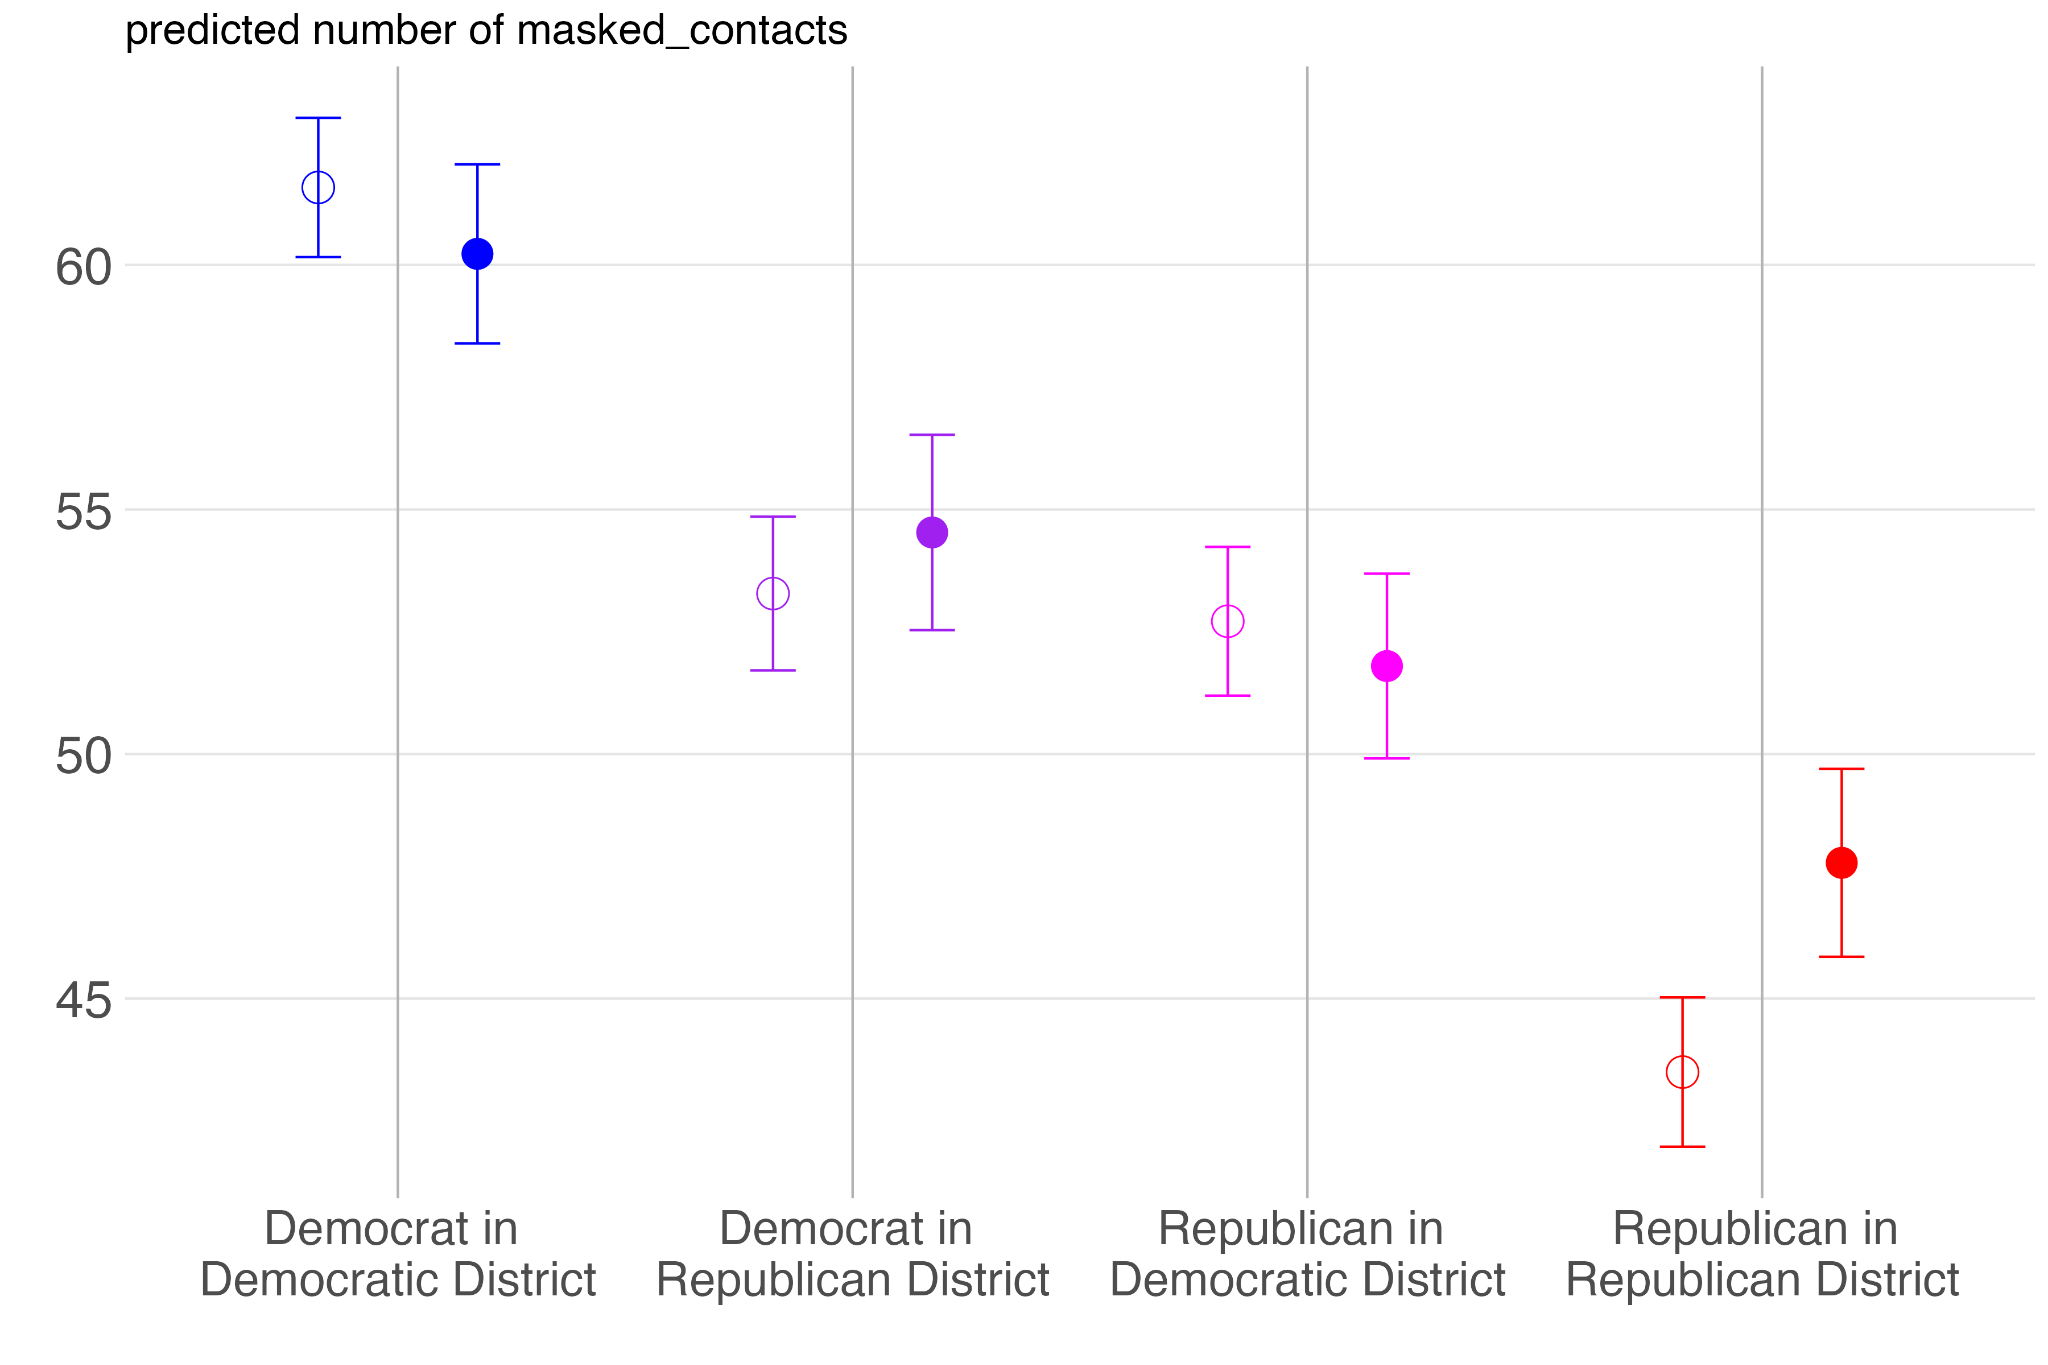 predicted number of masked_contacts
60
55
50
45
Democrat in
Democratic District
Democrat in
Republican District
Republican in
Democratic District
Republican in
Republican District